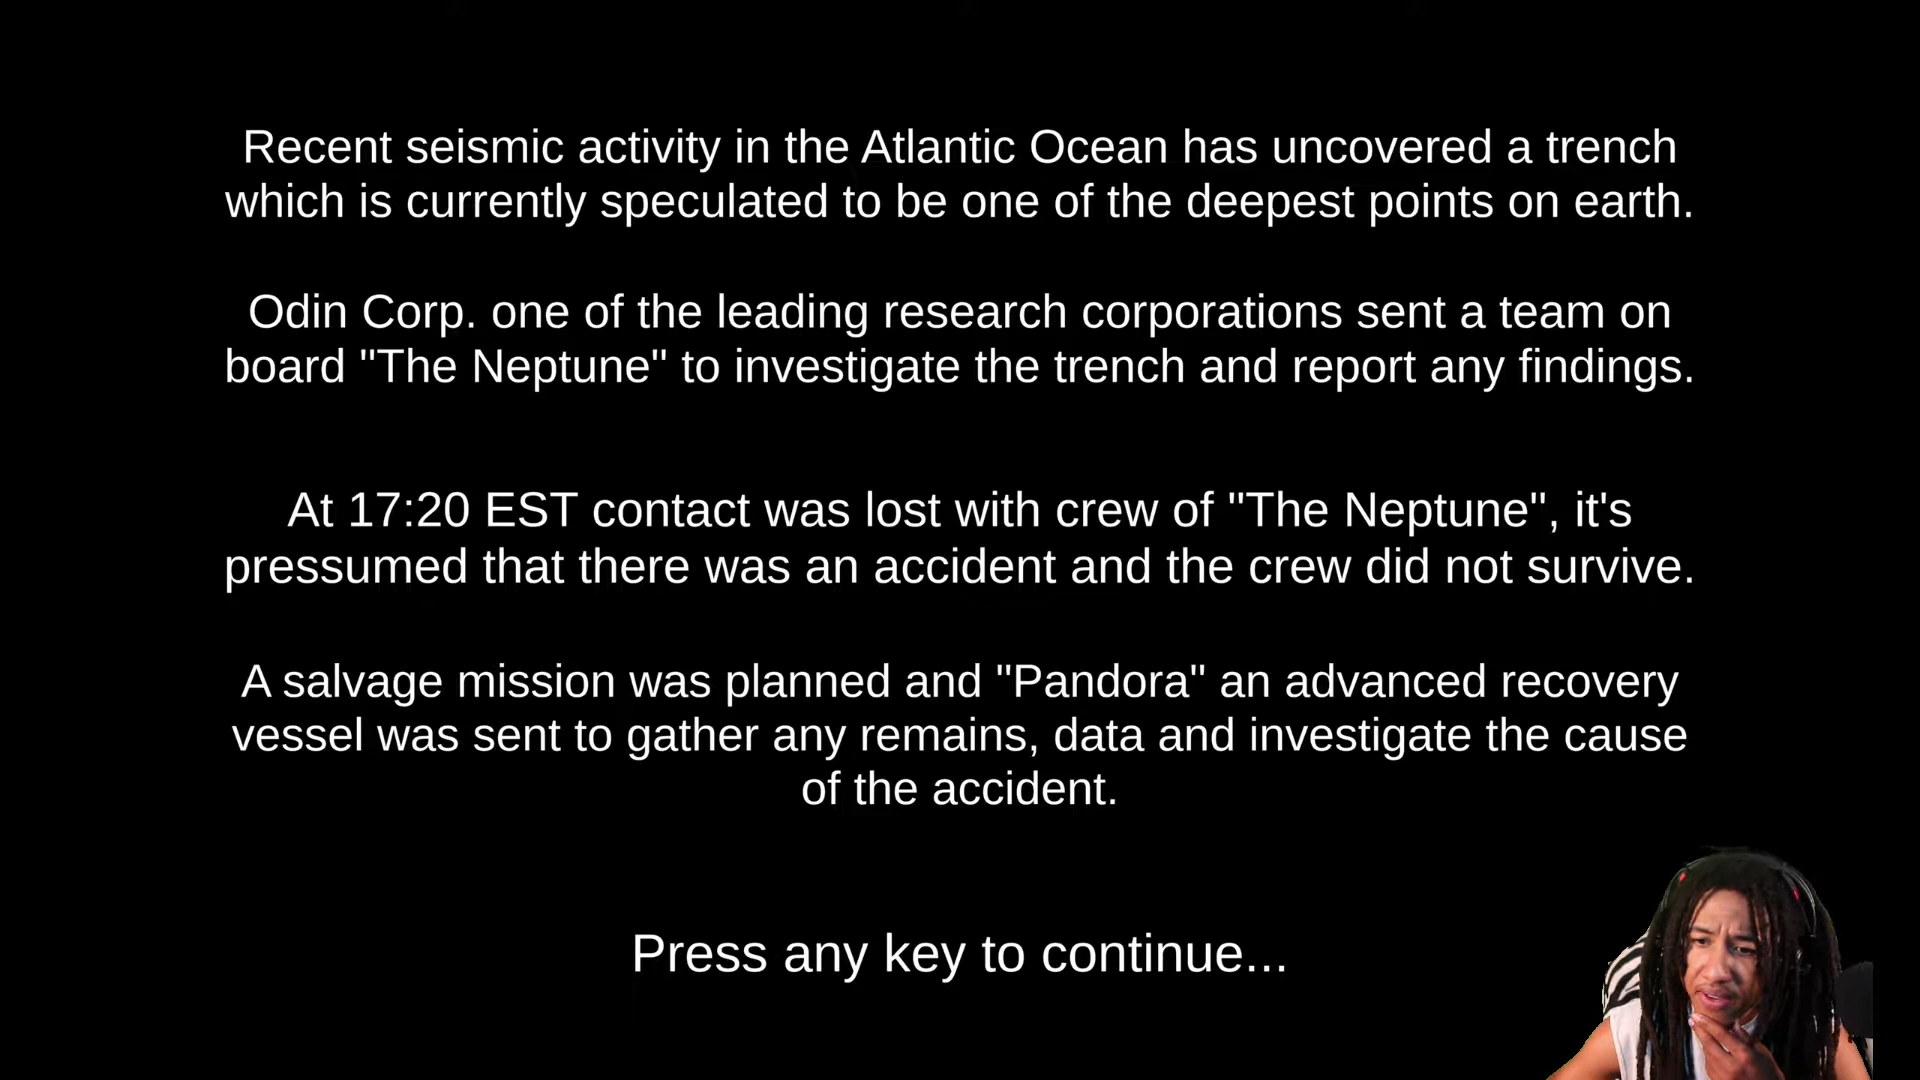 Recent seismic activity in the Atlantic Ocean has uncovered a trench
which is currently speculated to be one of the deepest points on earth.
Odin Corp. one of the leading research corporations sent a team on
board "The Neptune" to investigate the trench and report any findings.
At 17:20 EST contact was lost with crew of "The Neptune", it's
pressumed that there was an accident and the crew did not survive.
A salvage mission was planned and "Pandora" an advanced recovery
vessel was sent to gather any remains, data and investigate the cause
of the accident.
Press any key to continue...